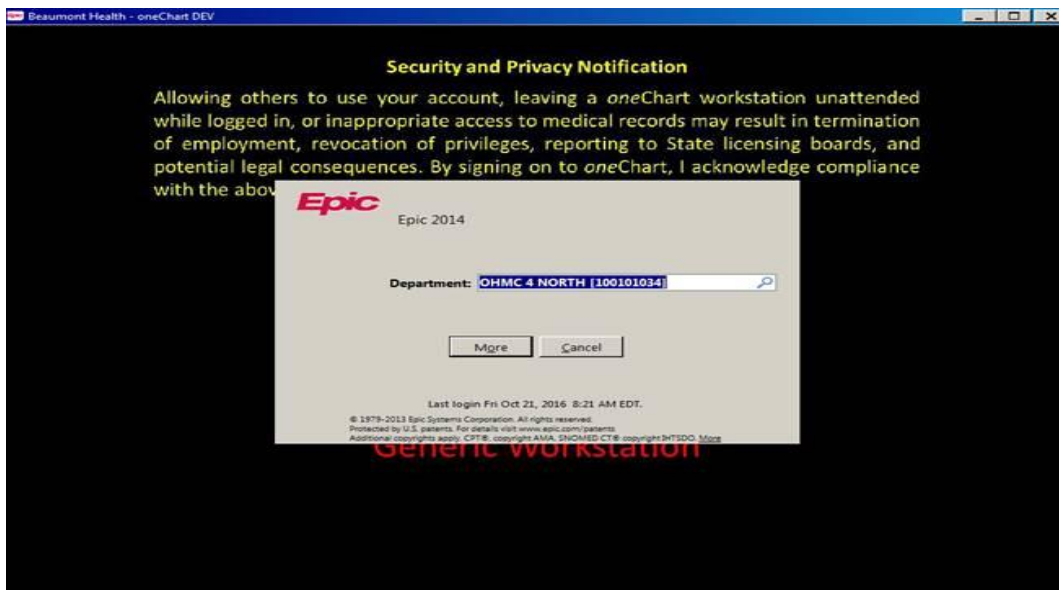 Beaumont Health - oneChart DEV
Security and Privacy Notification
Allowing others to use your account, leaving a oneChart workstation unattended
while logged in, or inappropriate access to medical records may result in termination
of employment, revocation of privileges, reporting to State licensing boards, and
potential legal consequences. By signing on to oneChart, I acknowledge compliance
with the abov
Epic
Epic 2014
Department: OHMC 4 NORTH [100101034]
More Cancel
Last login Fri Oct 21, 2016 8:21 AM EDT.
© 1979-2013 Epic Systems Corporation. All rights reserved.
Protected by U.S. patents. For details visit www.epic.com/patents
Additional copyrights apply. CPT®, copyright AMA, SNOMED CT® copyright IHTSDO. More
Generic Workstation